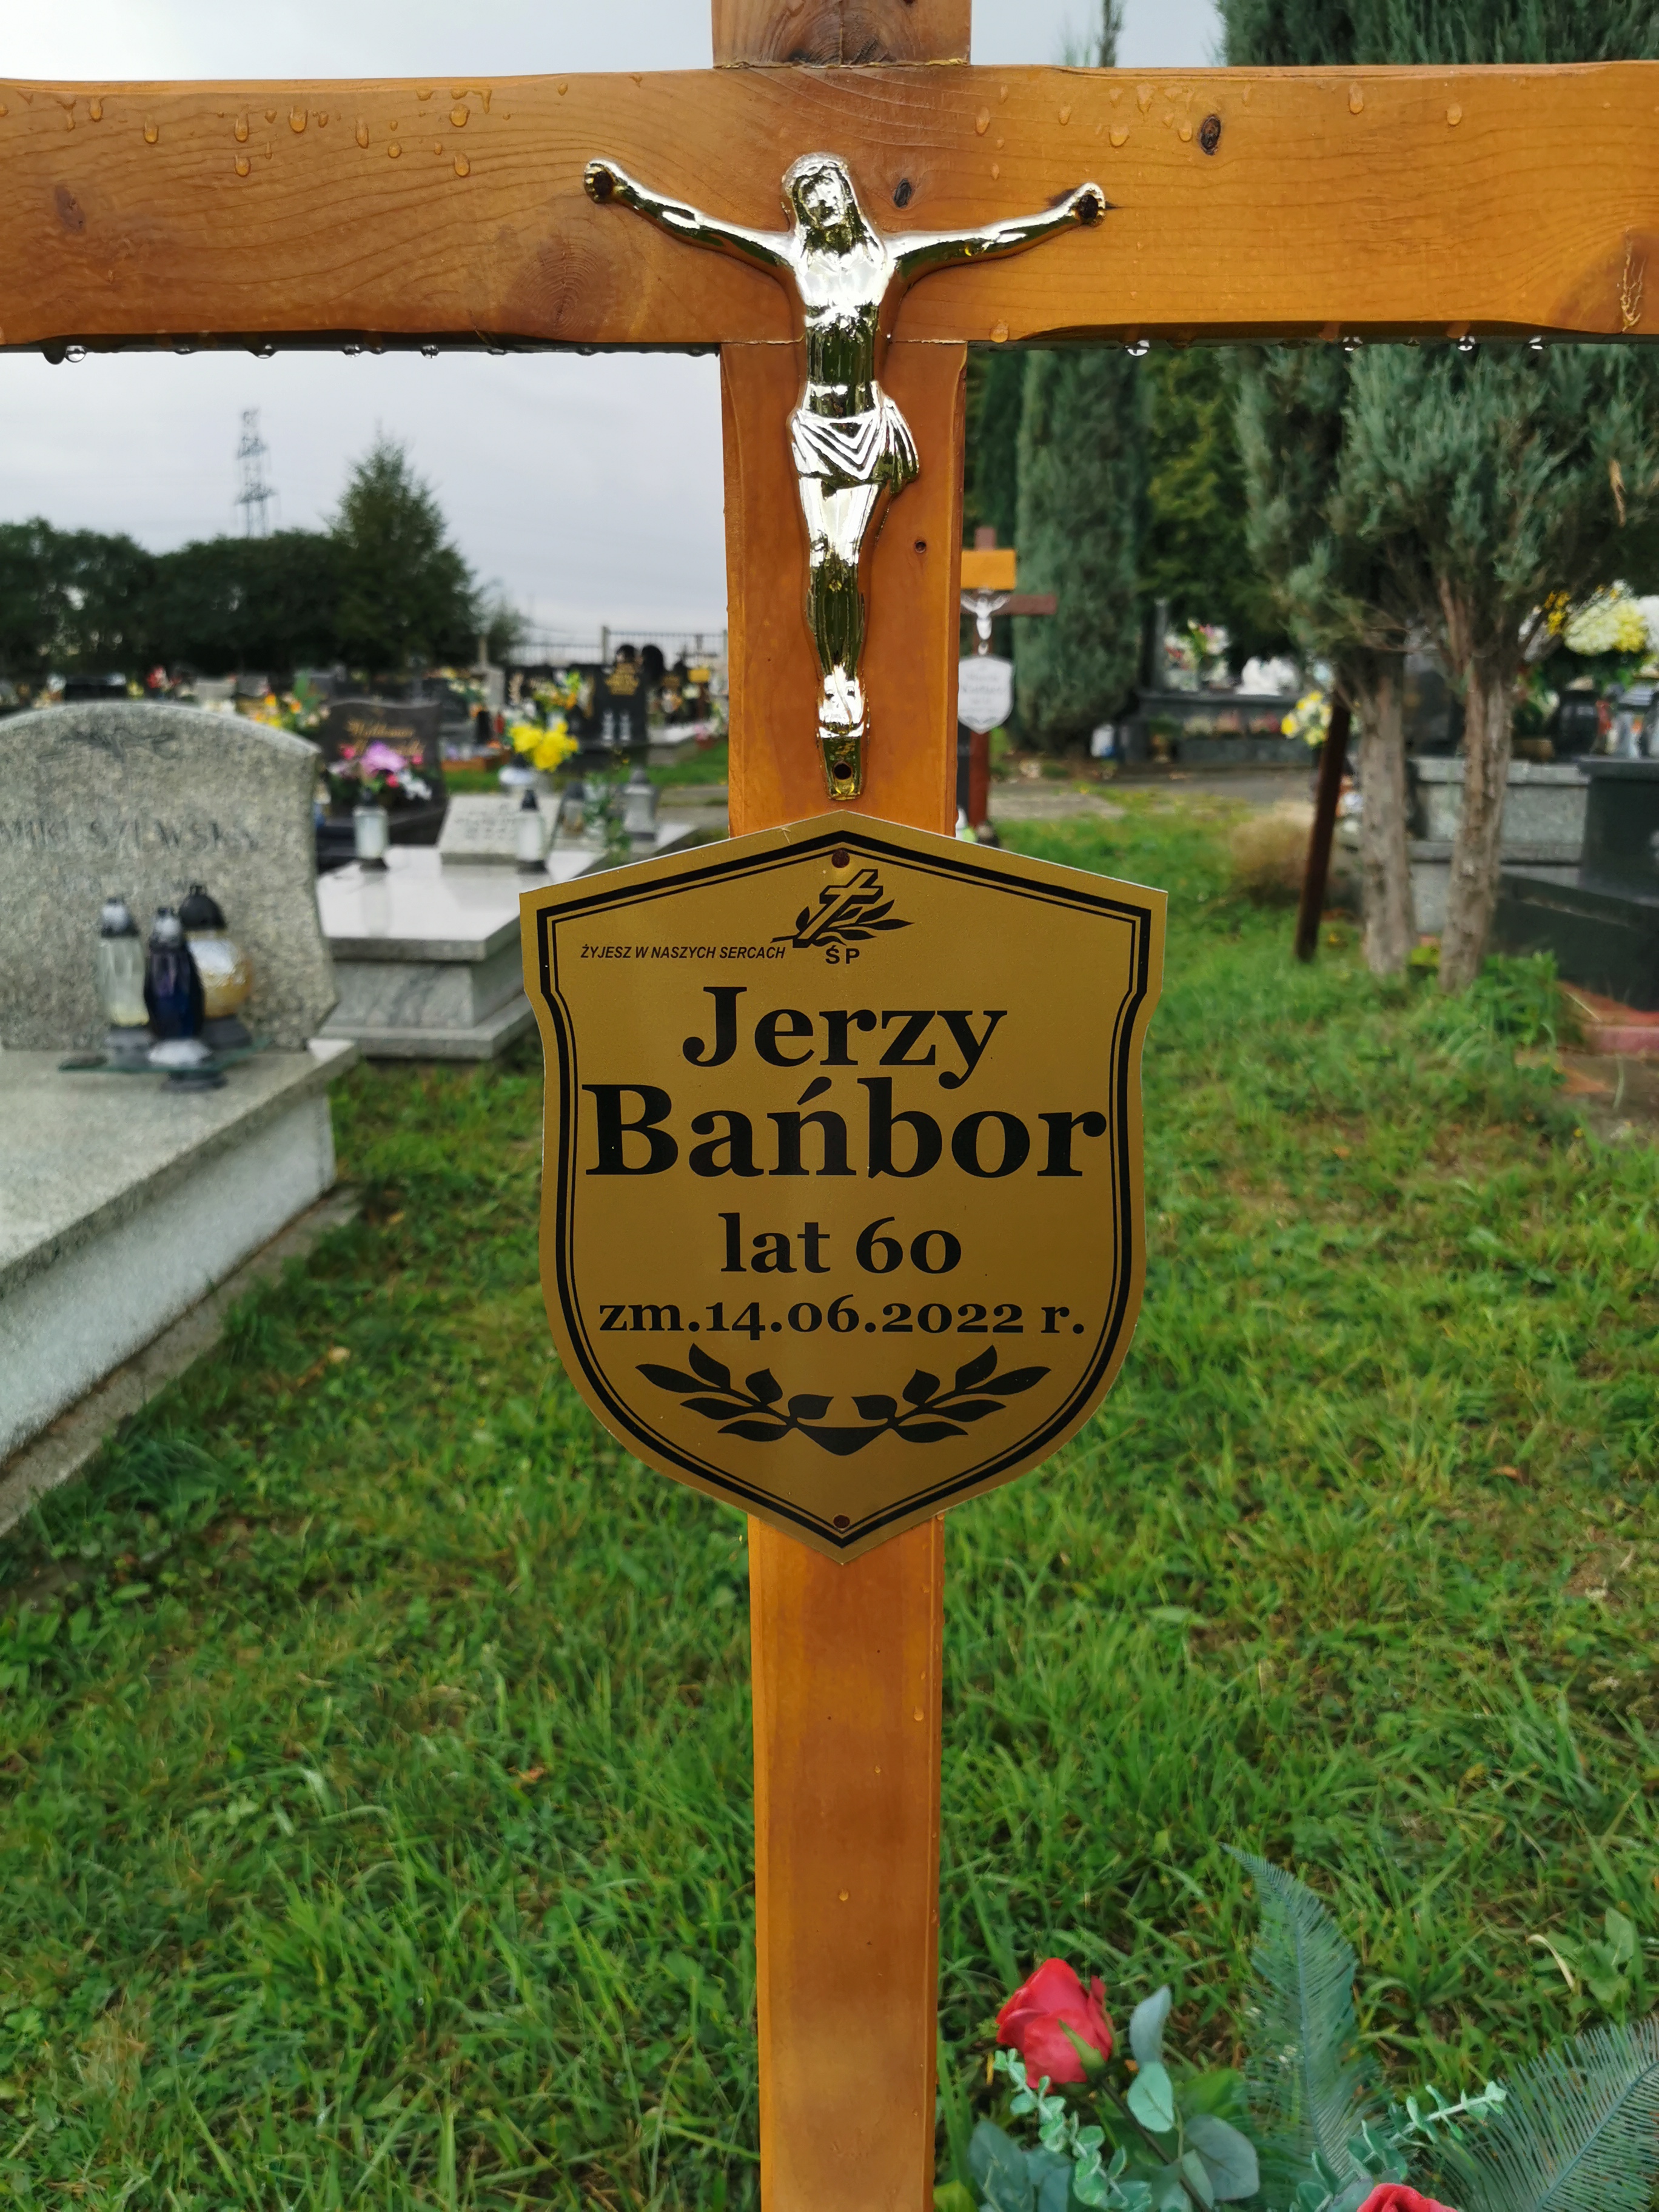 ŻYJESZ W NASZYCH SERCACH
ŚP
Jerzy
Bańbor
lat 60
zm.14.06.2022 r.